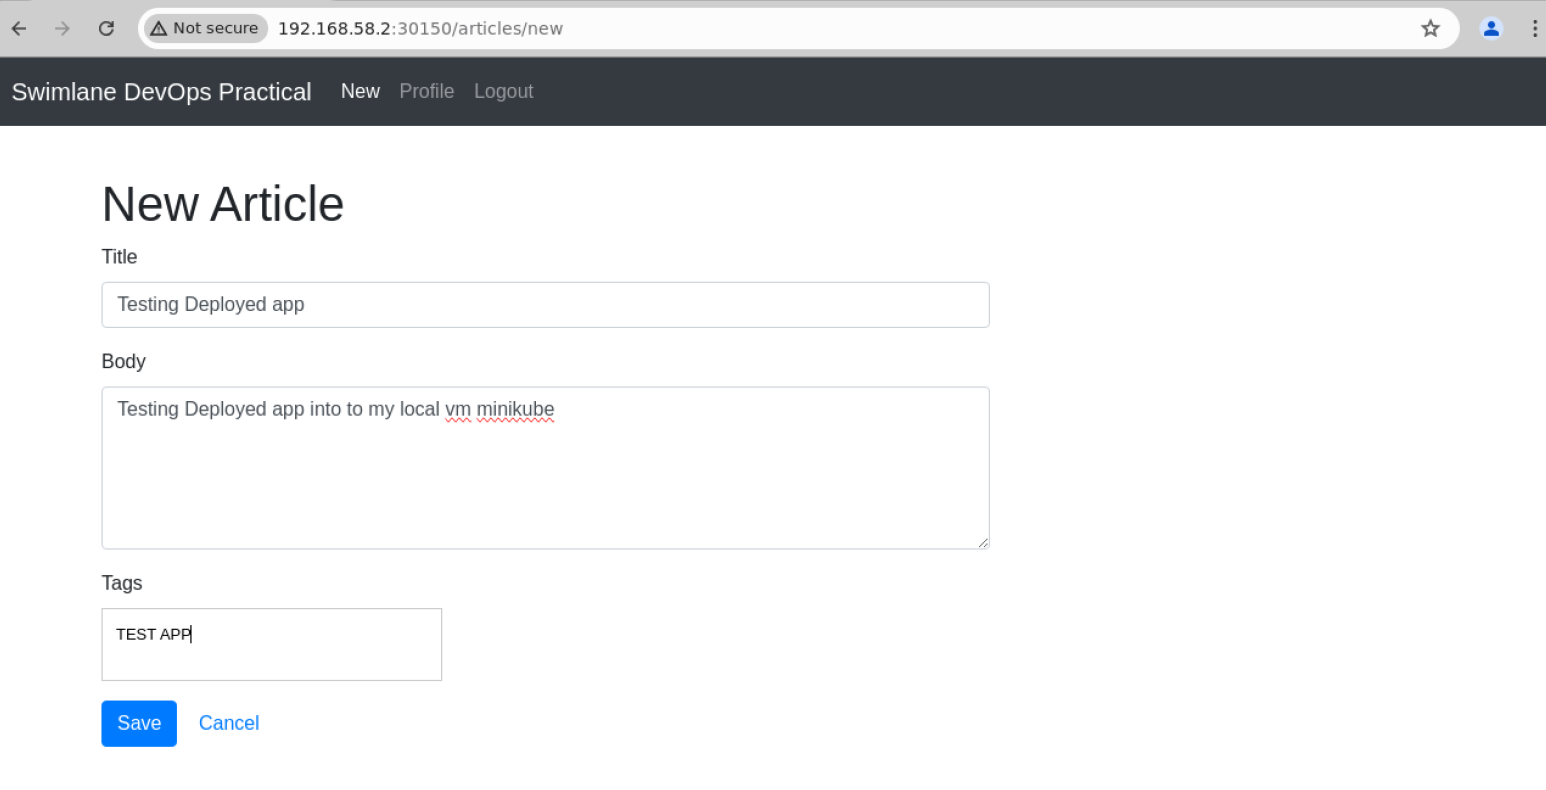 Not secure 192.168.58.2:30150/articles/new
Swimlane DevOps Practical New Profile Logout
New Article
Title
Testing Deployed app
Body
Testing Deployed app into to my local vm minikube
Tags
TEST APP
Save Cancel